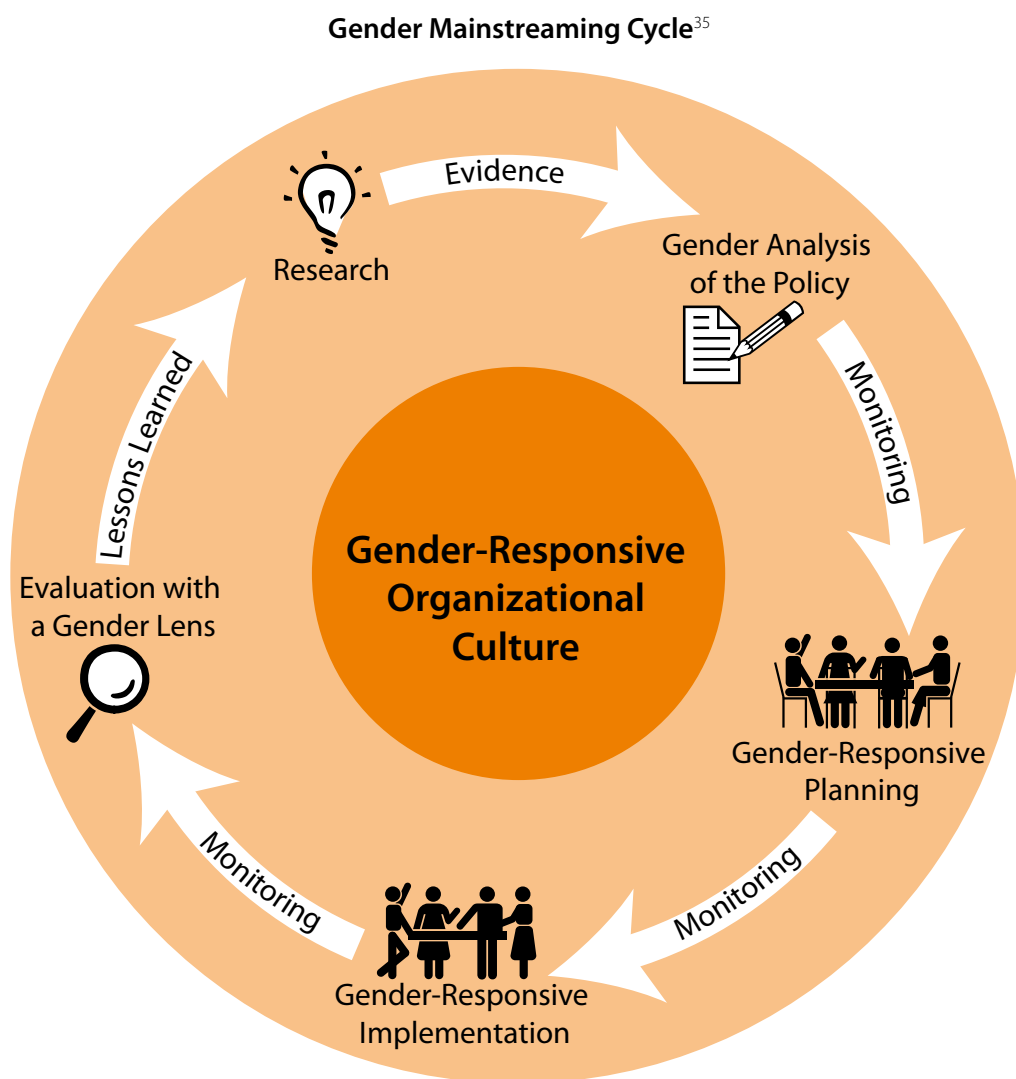 Gender Mainstreaming Cycle35
Evidence
Research
Gender Analysis
of the Policy
Monitoring
Gender-Responsive
Planning
Monitoring
Gender-Responsive
Implementation
Monitoring
Evaluation with
a Gender Lens
Lessons Learned
Gender-Responsive
Organizational
Culture